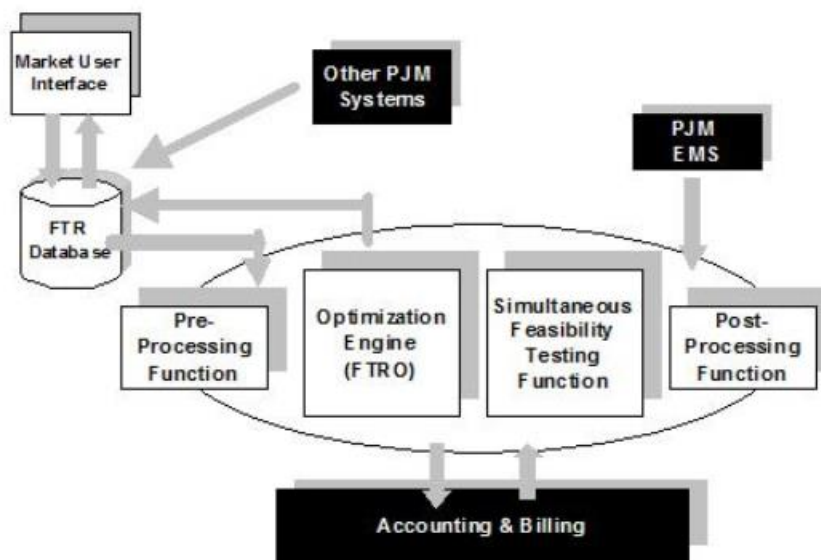 Market User
Interface
Other PJM
Systems
PJM
EMS
FTR
Database
Pre-
Processing
Function
Optimization
Engine
(FTRO)
Simultaneous
Feasibility
Testing
Function
Post-
Processing
Function
Accounting & Billing